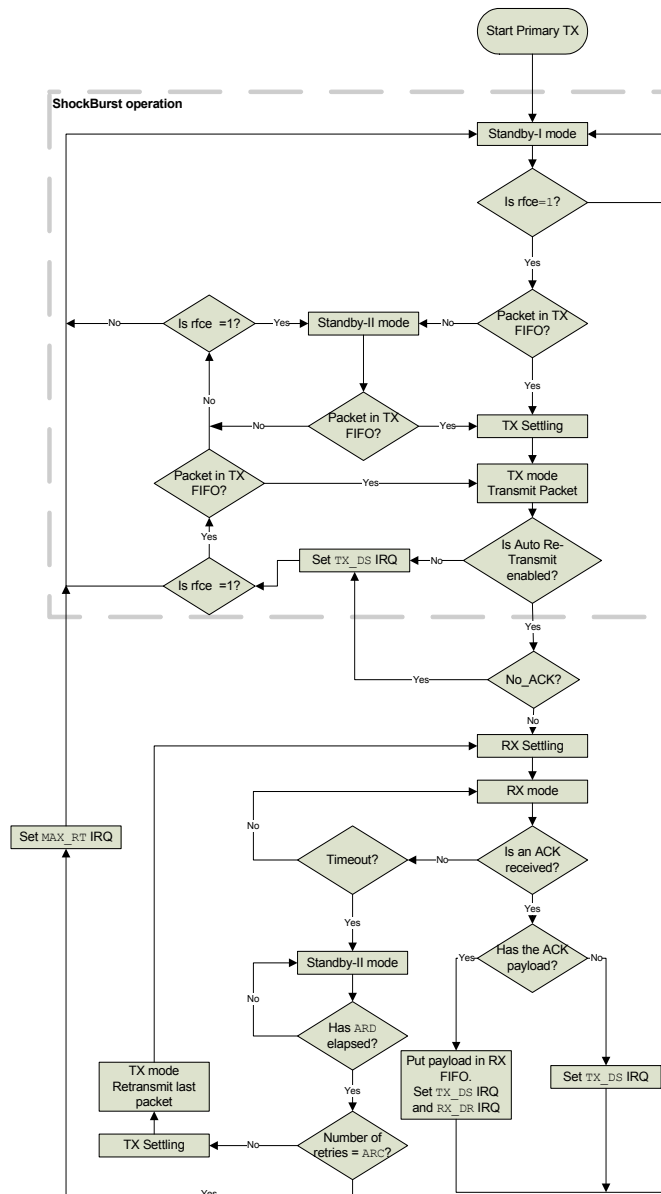 Start Primary TX
ShockBurst operation
Standby-I mode
Is rfce=1?
Yes
No
Is rfce =1?
Yes
Standby-II mode
No
Packet in TX
FIFO?
No
Yes
Packet in TX
FIFO?
No
Yes
TX Settling
Packet in TX
FIFO?
Yes
TX mode
Transmit Packet
Yes
Is rfce =1?
Set TX_DS IRQ
No
Is Auto Re-
Transmit
enabled?
Yes
Yes
No_ACK?
No
RX Settling
RX mode
Set MAX_RT IRQ
No
Timeout?
No
Is an ACK
received?
Yes
Yes
Standby-II mode
Yes
Has the ACK
payload?
No
No
Has ARD
elapsed?
TX mode
Retransmit last
packet
Yes
Put payload in RX
FIFO.
Set TX_DS IRQ
and RX_DR IRQ
Set TX_DS IRQ
TX Settling
No
Number of
retries = ARC?
Yes